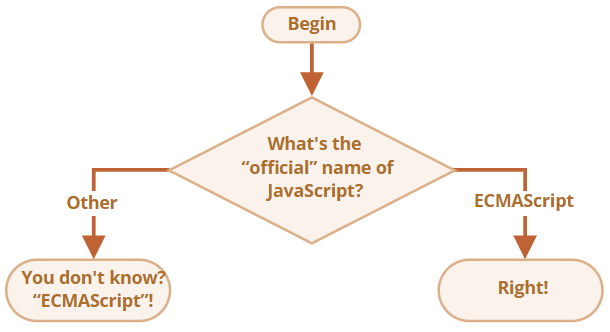 Begin
What's the
“official” name of
JavaScript?
Other
ECMAScript
You don't know?
“ECMAScript”!
Right!